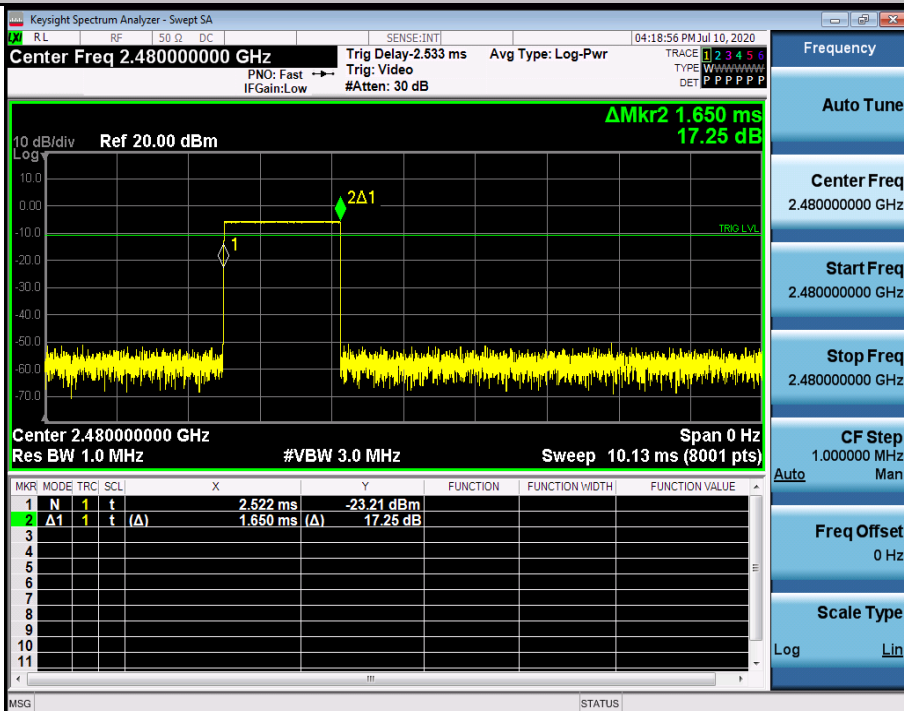 Keysight Spectrum Analyzer - Swept SA
LXI RL RF 50 Ω DC SENSE:INT 04:18:56 PM Jul 10, 2020
Center Freq 2.480000000 GHz
PNO: Fast
IFGain:Low
Trig Delay-2.533 ms
Trig: Video
#Atten: 30 dB
Avg Type: Log-Pwr
TRACE 1 2 3 4 5 6
TYPE WWWWWW
DET P P P P P P
ΔMkr2 1.650 ms
17.25 dB
10 dB/div Ref 20.00 dBm
Log
10.0
0.00
-10.0
-20.0
-30.0
-40.0
-50.0
-60.0
-70.0
2Δ1
1
TRIG LVL
Center 2.480000000 GHz Span 0 Hz
Res BW 1.0 MHz #VBW 3.0 MHz Sweep 10.13 ms (8001 pts)
MKR MODE TRC SCL X Y FUNCTION FUNCTION WIDTH FUNCTION VALUE
1 N 1 t 2.522 ms -23.21 dBm
2 Δ1 1 t (Δ) 1.650 ms (Δ) 17.25 dB
3
4
5
6
7
8
9
10
11
MSG STATUS
Frequency
Auto Tune
Center Freq
2.480000000 GHz
Start Freq
2.480000000 GHz
Stop Freq
2.480000000 GHz
CF Step
1.000000 MHz
Auto Man
Freq Offset
0 Hz
Scale Type
Log Lin